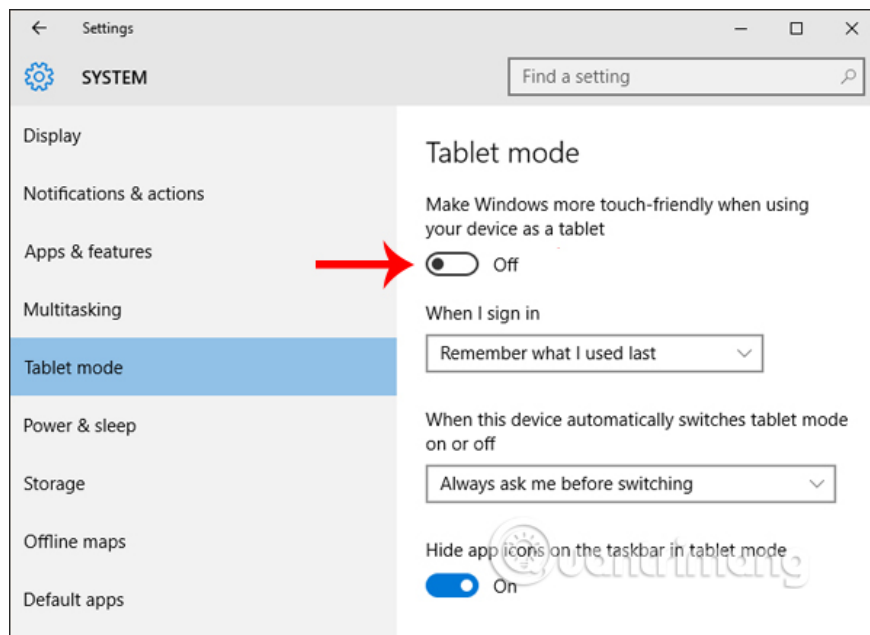 Settings
SYSTEM
Find a setting
Display
Notifications & actions
Apps & features
Multitasking
Tablet mode
Power & sleep
Storage
Offline maps
Default apps
Tablet mode
Make Windows more touch-friendly when using
your device as a tablet
Off
When I sign in
Remember what I used last
When this device automatically switches tablet mode
on or off
Always ask me before switching
Hide app icons on the taskbar in tablet mode
On
Quantrimang